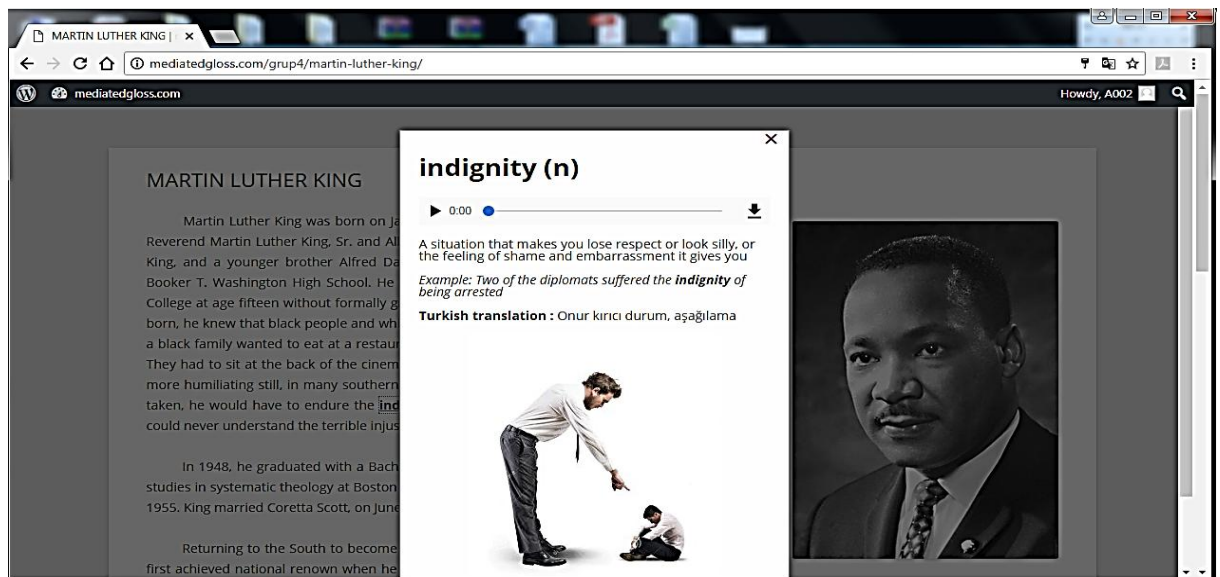 MARTIN LUTHER KING |
mediatedgloss.com/grup4/martin-luther-king/
mediatedgloss.com
Howdy, A002
MARTIN LUTHER KING
Martin Luther King was born on
Reverend Martin Luther King, Sr. and
King, and a younger brother Alfred
Booker T. Washington High School. He
College at age fifteen without formally
born, he knew that black people and
a black family wanted to eat at a
They had to sit at the back of the
more humiliating still, in many southern
taken, he would have to endure the
could never understand the terrible
In 1948, he graduated with a
studies in systematic theology at Boston
1955. King married Coretta Scott, on June
Returning to the South to become
first achieved national renown when he
indignity (n)
0:00
A situation that makes you lose respect or look silly, or
the feeling of shame and embarrassment it gives you
Example: Two of the diplomats suffered the indignity of
being arrested
Turkish translation : Onur kırıcı durum, aşağılama